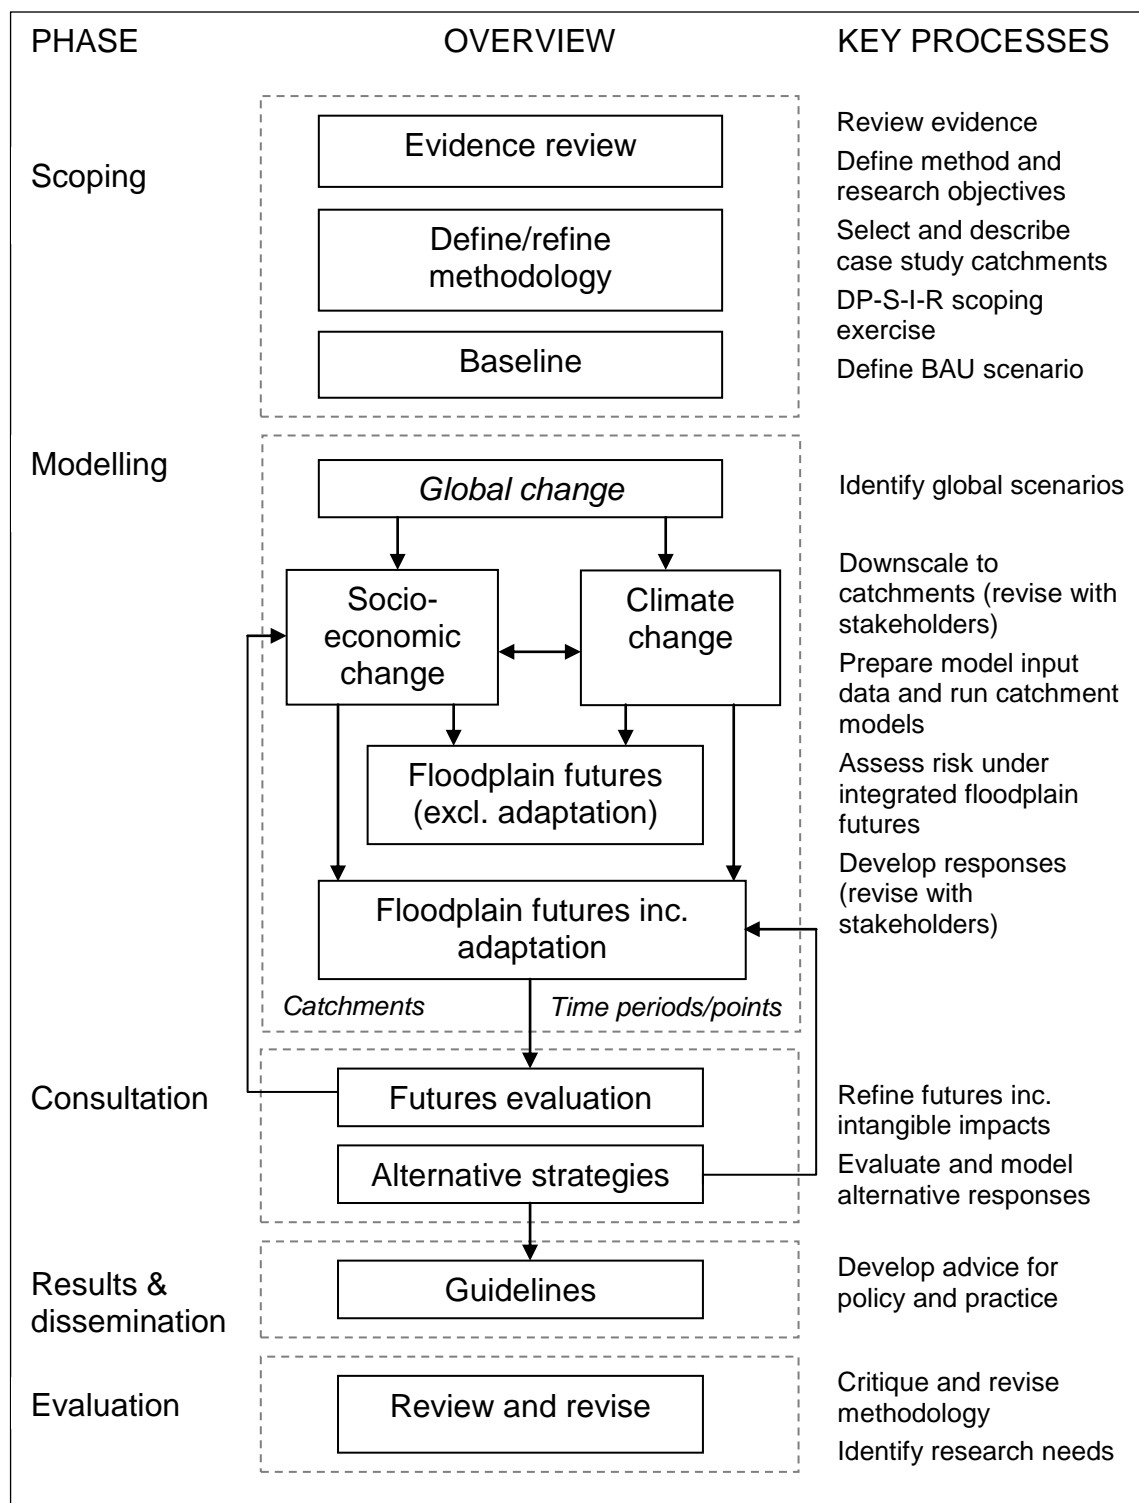 PHASE
OVERVIEW
KEY PROCESSES
Scoping
Evidence review
Define/refine
methodology
Baseline
Review evidence
Define method and
research objectives
Select and describe
case study catchments
DP-S-I-R scoping
exercise
Define BAU scenario
Modelling
Global change
Socio-
economic
change
Climate
change
Floodplain futures
(excl. adaptation)
Floodplain futures inc.
adaptation
Catchments
Time periods/points
Identify global scenarios
Downscale to
catchments (revise with
stakeholders)
Prepare model input
data and run catchment
models
Assess risk under
integrated floodplain
futures
Develop responses
(revise with
stakeholders)
Consultation
Futures evaluation
Alternative strategies
Refine futures inc.
intangible impacts
Evaluate and model
alternative responses
Results &
dissemination
Guidelines
Develop advice for
policy and practice
Evaluation
Review and revise
Critique and revise
methodology
Identify research needs